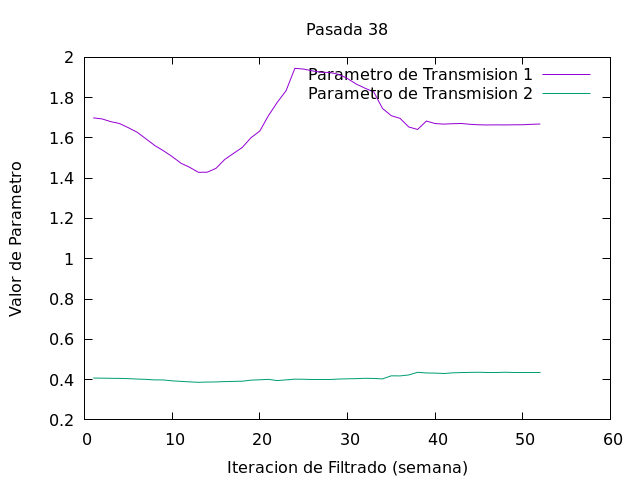 Pasada 38
Parametro de Transmision 1
Parametro de Transmision 2
Valor de Parametro
2
1.8
1.6
1.4
1.2
1
0.8
0.6
0.4
0.2
0 10 20 30 40 50 60
Iteracion de Filtrado (semana)